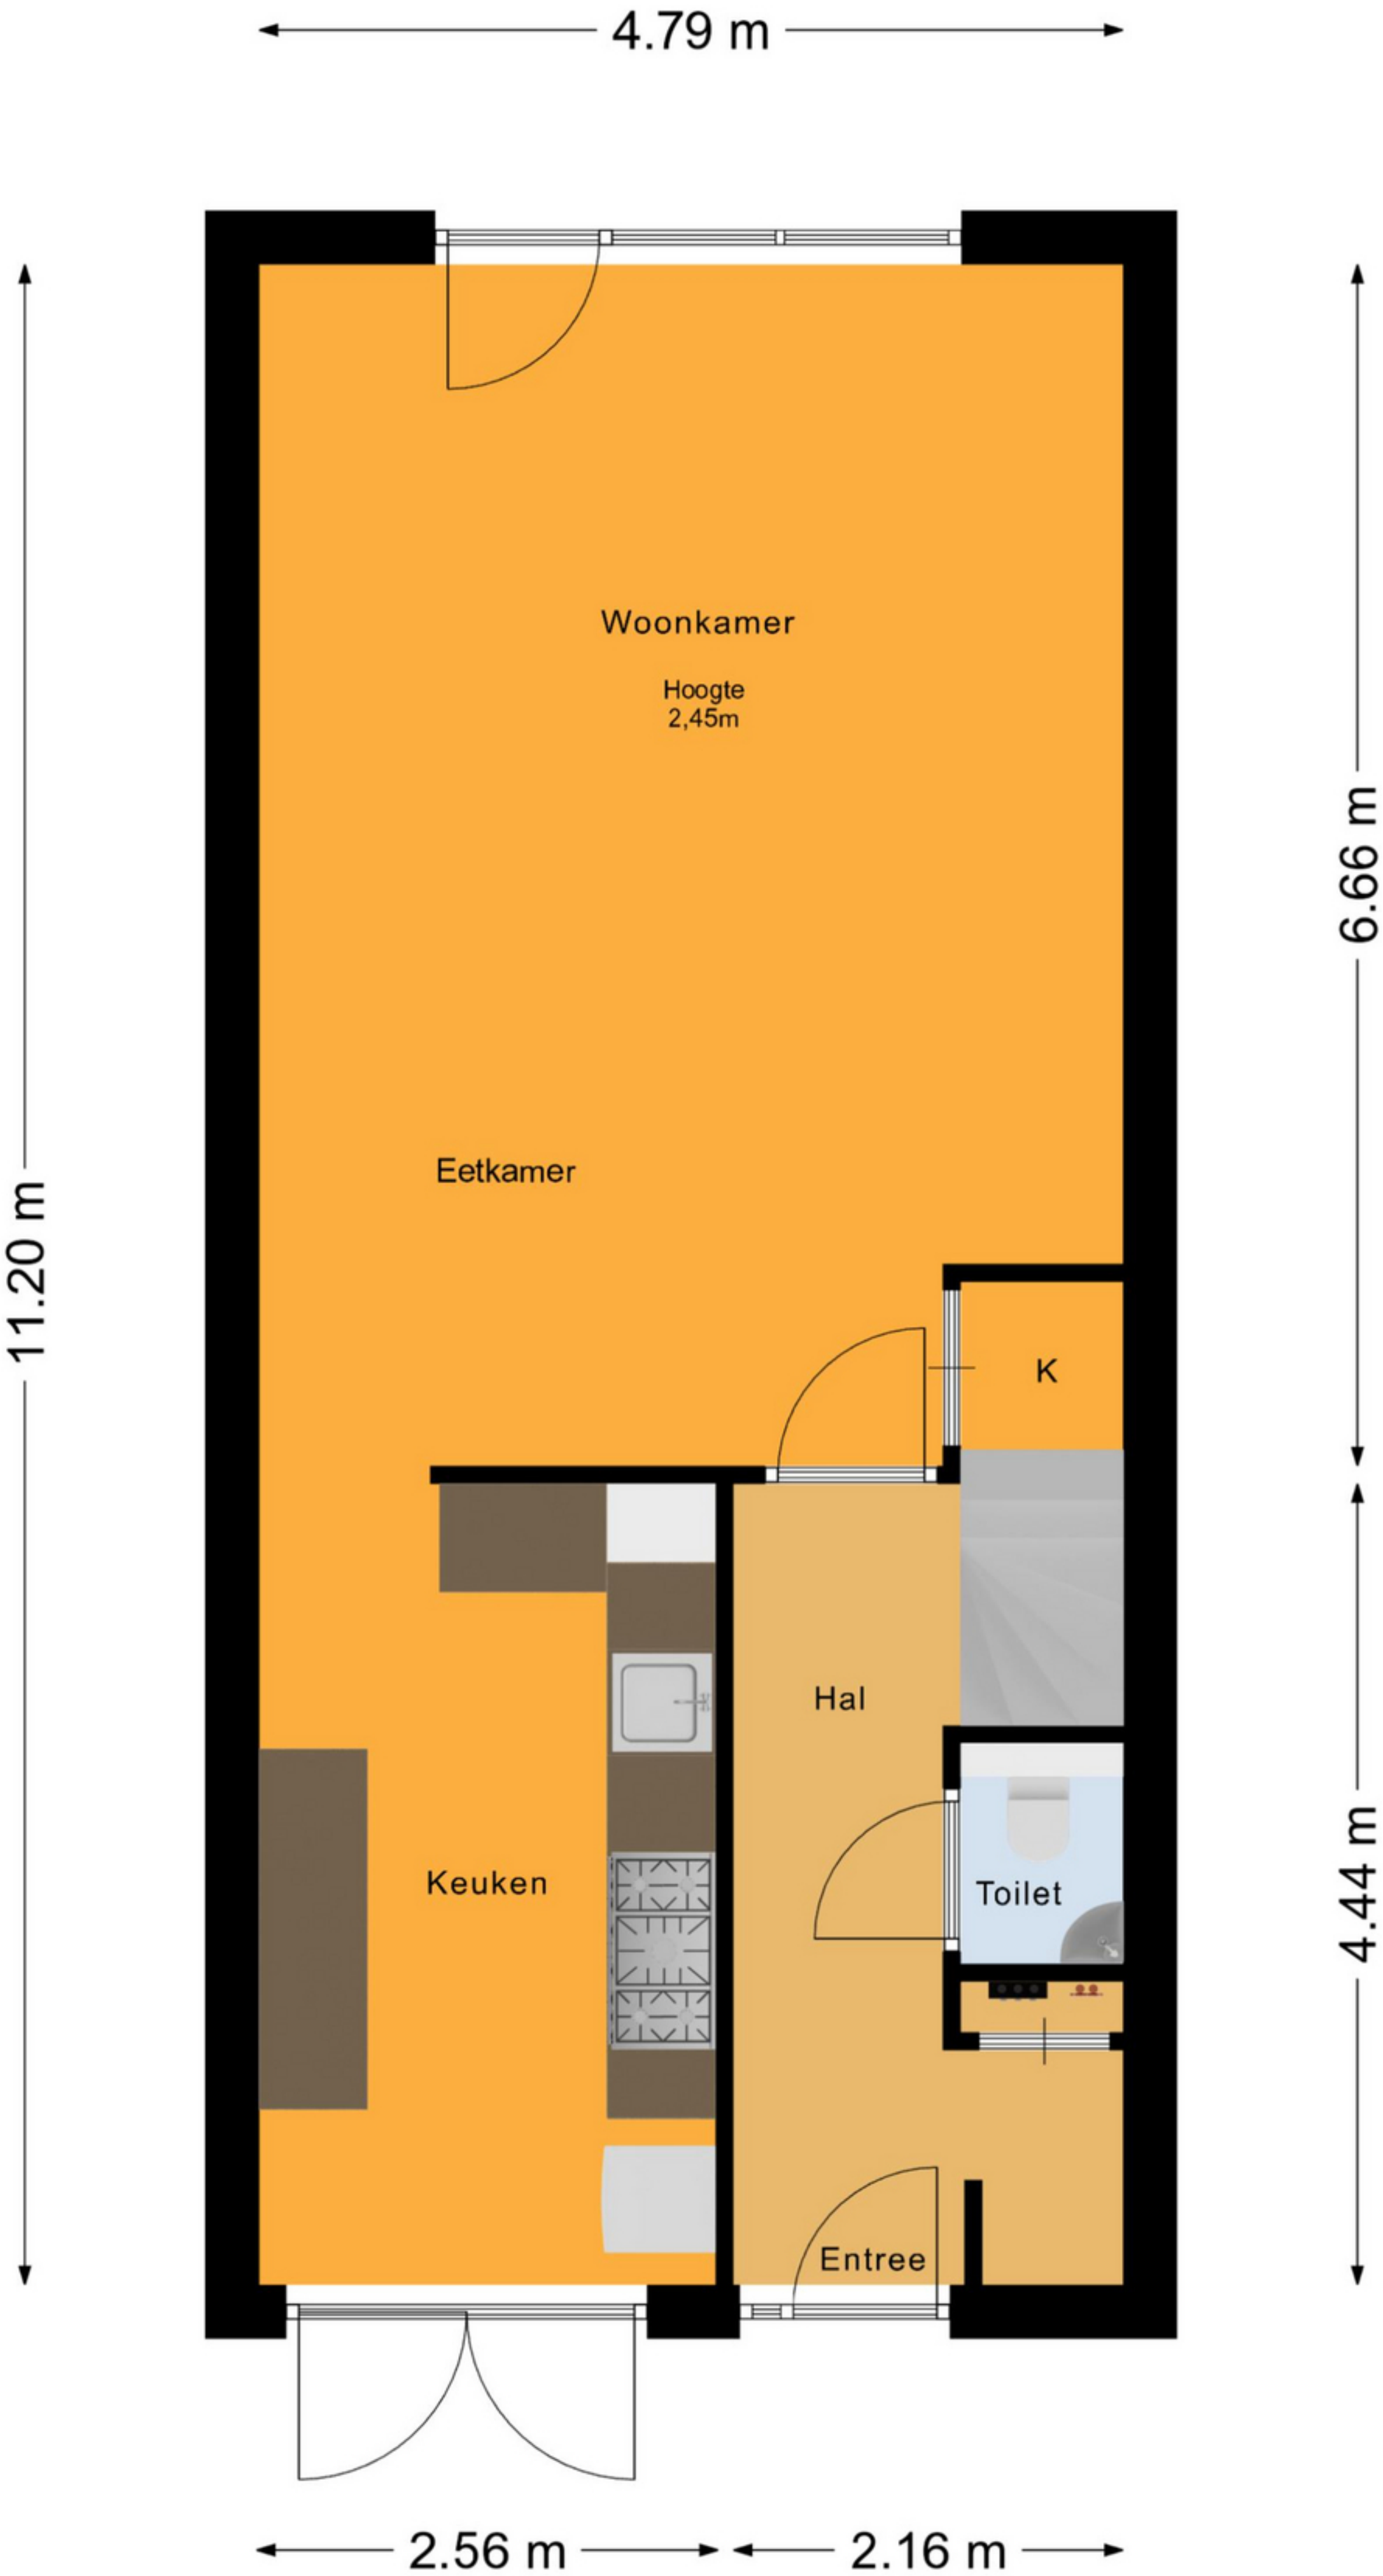 4.79 m
Woonkamer
Hoogte
2,45m
6.66 m
Eetkamer
11.20 m
K
Hal
Keuken
Toilet
4.44 m
Entree
2.56 m
2.16 m